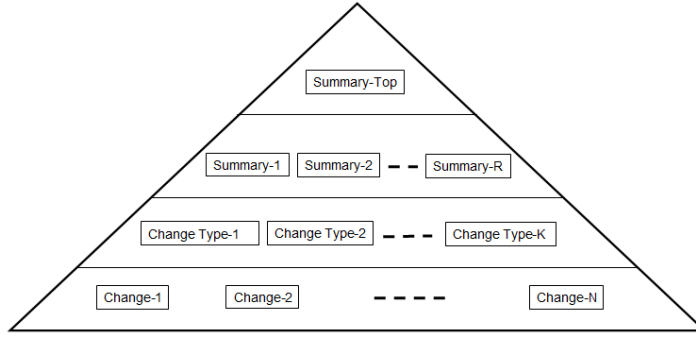 Summary-Top
Summary-1 Summary-2 Summary-R
Change Type-1 Change Type-2 Change Type-K
Change-1 Change-2 Change-N